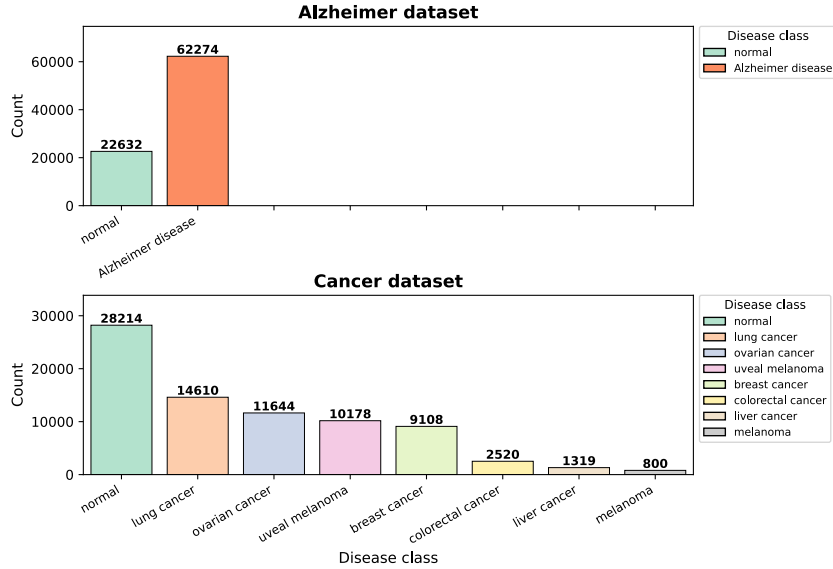 Alzheimer dataset
Count
60000
40000
20000
0
22632
62274
normal
Alzheimer disease
Disease class
normal
Alzheimer disease
Cancer dataset
Count
30000
20000
10000
0
28214
14610
11644
10178
9108
2520
1319
800
normal
lung cancer
ovarian cancer
uveal melanoma
breast cancer
colorectal cancer
liver cancer
melanoma
Disease class
Disease class
normal
lung cancer
ovarian cancer
uveal melanoma
breast cancer
colorectal cancer
liver cancer
melanoma